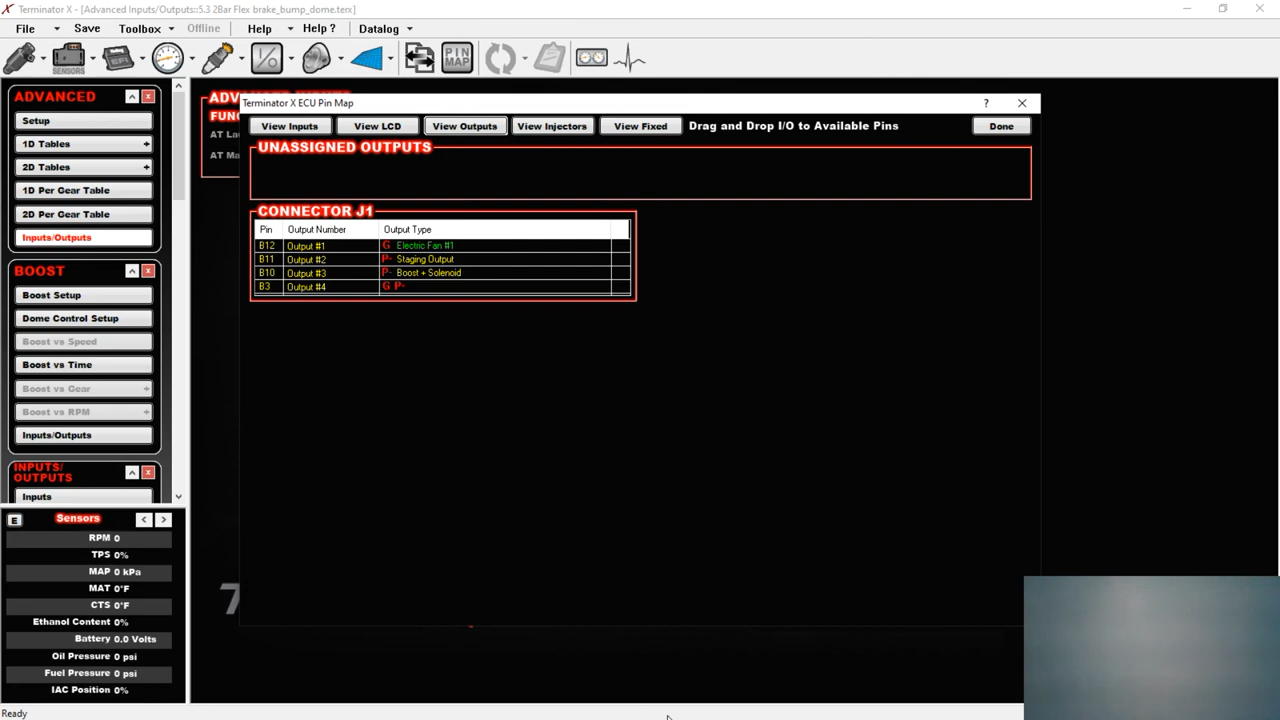 Terminator X - [Advanced Inputs/Outputs::5.3 2Bar Flex brake_bump_dome.terx]
File Save Toolbox Offline Help Help ? Datalog
SENSORS I/O PIN MAP
ADVANCED
Setup
1D Tables +
2D Tables +
1D Per Gear Table
2D Per Gear Table
Inputs/Outputs
BOOST
Boost Setup
Dome Control Setup
Boost vs Speed
Boost vs Time
Boost vs Gear +
Boost vs RPM +
Inputs/Outputs
INPUTS/
OUTPUTS
Inputs
E Sensors < >
RPM 0
TPS 0%
MAP 0 kPa
MAT 0°F
CTS 0°F
Ethanol Content 0%
Battery 0.0 Volts
Oil Pressure 0 psi
Fuel Pressure 0 psi
IAC Position 0%
Ready
AT La
AT Ma
Terminator X ECU Pin Map ?
View Inputs View LCD View Outputs View Injectors View Fixed Drag and Drop I/O to Available Pins Done
UNASSIGNED OUTPUTS
CONNECTOR J1
Pin Output Number Output Type
B12 Output #1 G Electric Fan #1
B11 Output #2 P- Staging Output
B10 Output #3 P- Boost + Solenoid
B3 Output #4 G P-